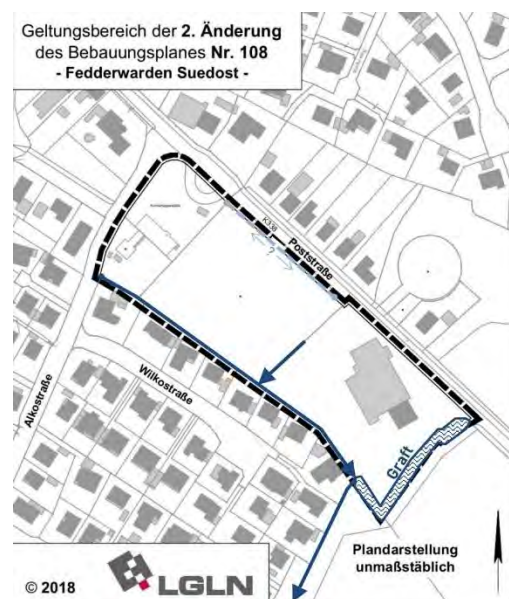 Geltungsbereich der 2. Änderung
des Bebauungsplanes Nr. 108
- Fedderwarden Suedost -
K338
Poststraße
?
Alkostraße
Wilkostraße
Graft
Plandarstellung
unmaßstäblich
© 2018
LGLN